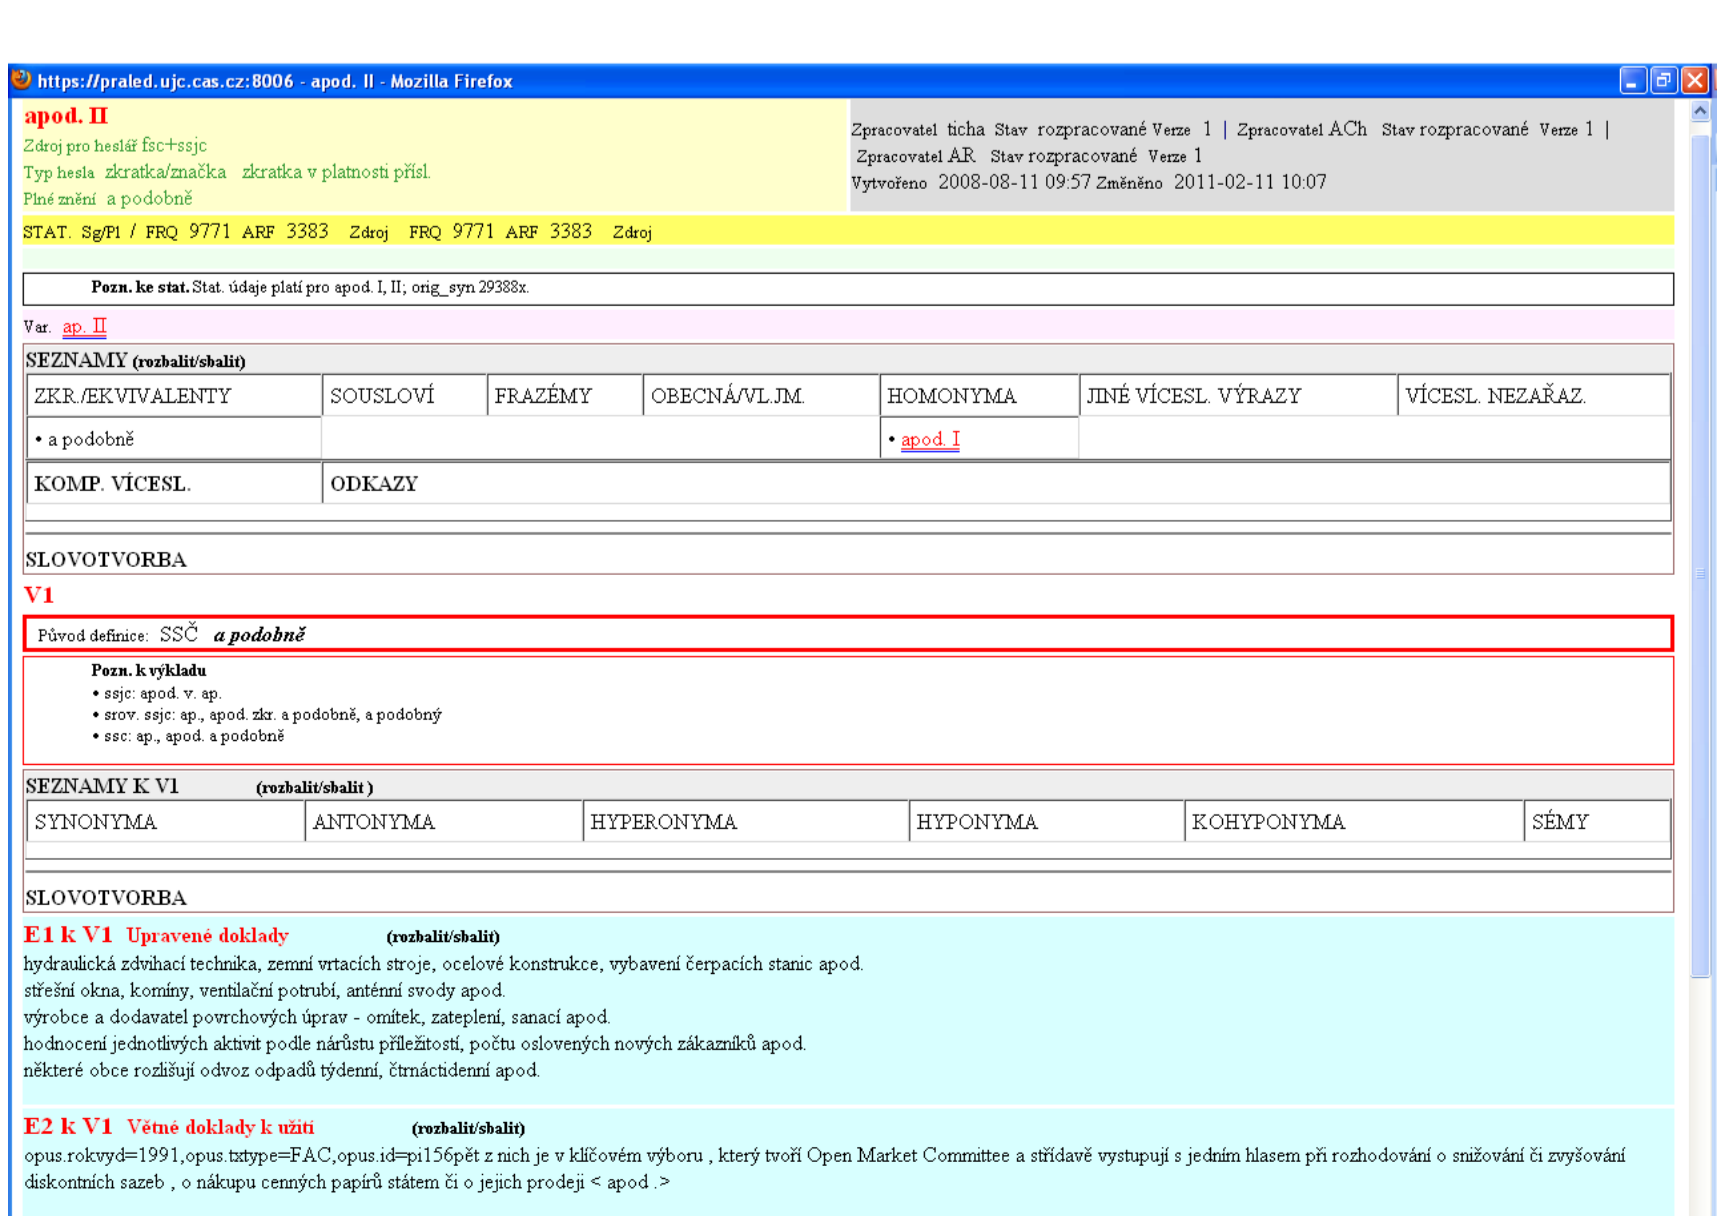 https://praled.ujc.cas.cz:8006 - apod. II - Mozilla Firefox
apod. II
Zdroj pro heslář fsc+ssjc
Typ hesla zkratka/značka zkratka v platnosti přísl.
Plné znění a podobně
Zpracovatel ticha Stav rozpracované Verze 1 | Zpracovatel ACh Stav rozpracované Verze 1 |
Zpracovatel AR Stav rozpracované Verze 1
Vytvořeno 2008-08-11 09:57 Změněno 2011-02-11 10:07
STAT. Sg/Pl / FRQ 9771 ARF 3383 Zdroj FRQ 9771 ARF 3383 Zdroj
Pozn. ke stat. Stat. údaje platí pro apod. I, II; orig_syn 29388x.
Var. ap. II
SEZNAMY (rozbalit/sbalit)
ZKR./EKVIVALENTY SOUSLOVÍ FRAZÉMY OBECNÁ/VL.JM. HOMONYMA JINÉ VÍCESL. VÝRAZY VÍCESL. NEZAŘAZ.
• a podobně • apod. I
KOMP. VÍCESL. ODKAZY
SLOVOTVORBA
V1
Původ definice: SSČ a podobně
Pozn. k výkladu
• ssjc: apod. v. ap.
• srov. ssjc: ap., apod. zkr. a podobně, a podobný
• ssc: ap., apod. a podobně
SEZNAMY K V1 (rozbalit/sbalit )
SYNONYMA ANTONYMA HYPERONYMA HYPONYMA KOHYPONYMA SÉMY
SLOVOTVORBA
E1 k V1 Upravené doklady (rozbalit/sbalit)
hydraulická zdvihací technika, zemní vrtacích stroje, ocelové konstrukce, vybavení čerpacích stanic apod.
střešní okna, komíny, ventilační potrubí, anténní svody apod.
výrobce a dodavatel povrchových úprav - omítek, zateplení, sanací apod.
hodnocení jednotlivých aktivit podle nárůstu příležitostí, počtu oslovených nových zákazníků apod.
některé obce rozlišují odvoz odpadů týdenní, čtrnáctidenní apod.
E2 k V1 Větné doklady k užití (rozbalit/sbalit)
opus.rokvyd=1991,opus.txtype=FAC,opus.id=pi156pět z nich je v klíčovém výboru , který tvoří Open Market Committee a střídavě vystupují s jedním hlasem při rozhodování o snižování či zvyšování
diskontních sazeb , o nákupu cenných papírů státem či o jejich prodeji < apod .>